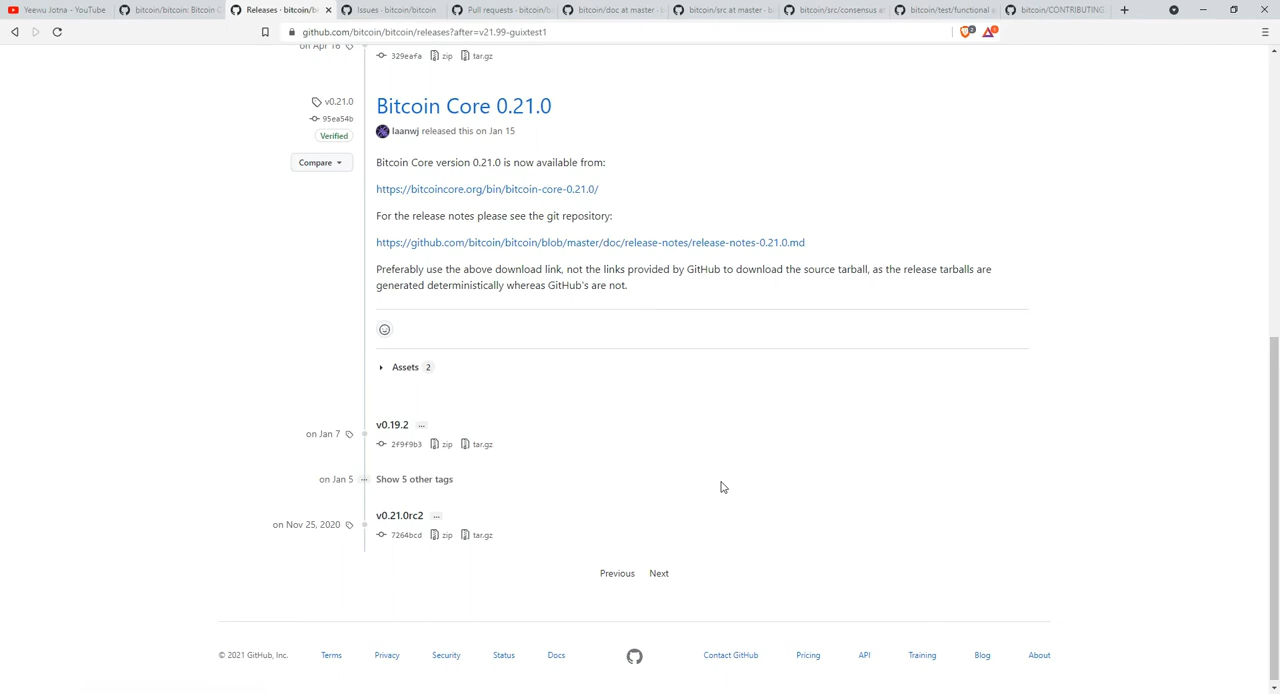 Yeewu Jotna - YouTube
bitcoin/bitcoin: Bitcoin C
Releases · bitcoin/bi
Issues · bitcoin/bitcoin
Pull requests · bitcoin/b
bitcoin/doc at master · b
bitcoin/src at master · bi
bitcoin/src/consensus a
bitcoin/test/functional a
bitcoin/CONTRIBUTING.
github.com/bitcoin/bitcoin/releases?after=v21.99-guixtest1
on Apr 16
329eafa zip tar.gz
v0.21.0
95ea54b
Verified
Compare
Bitcoin Core 0.21.0
laanwj released this on Jan 15
Bitcoin Core version 0.21.0 is now available from:
https://bitcoincore.org/bin/bitcoin-core-0.21.0/
For the release notes please see the git repository:
https://github.com/bitcoin/bitcoin/blob/master/doc/release-notes/release-notes-0.21.0.md
Preferably use the above download link, not the links provided by GitHub to download the source tarball, as the release tarballs are
generated deterministically whereas GitHub's are not.
Assets 2
on Jan 7
v0.19.2 ...
2f9f9b3 zip tar.gz
on Jan 5 ... Show 5 other tags
on Nov 25, 2020
v0.21.0rc2 ...
7264bcd zip tar.gz
Previous Next
© 2021 GitHub, Inc. Terms Privacy Security Status Docs Contact GitHub Pricing API Training Blog About